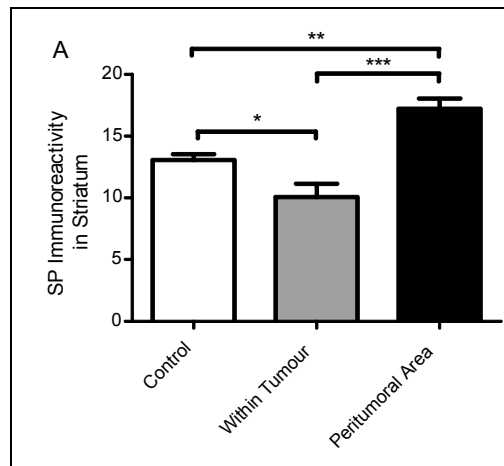 A
**
***
*
20
15
10
5
0
SP Immunoreactivity
in Striatum
Control
Within Tumour
Peritumoral Area